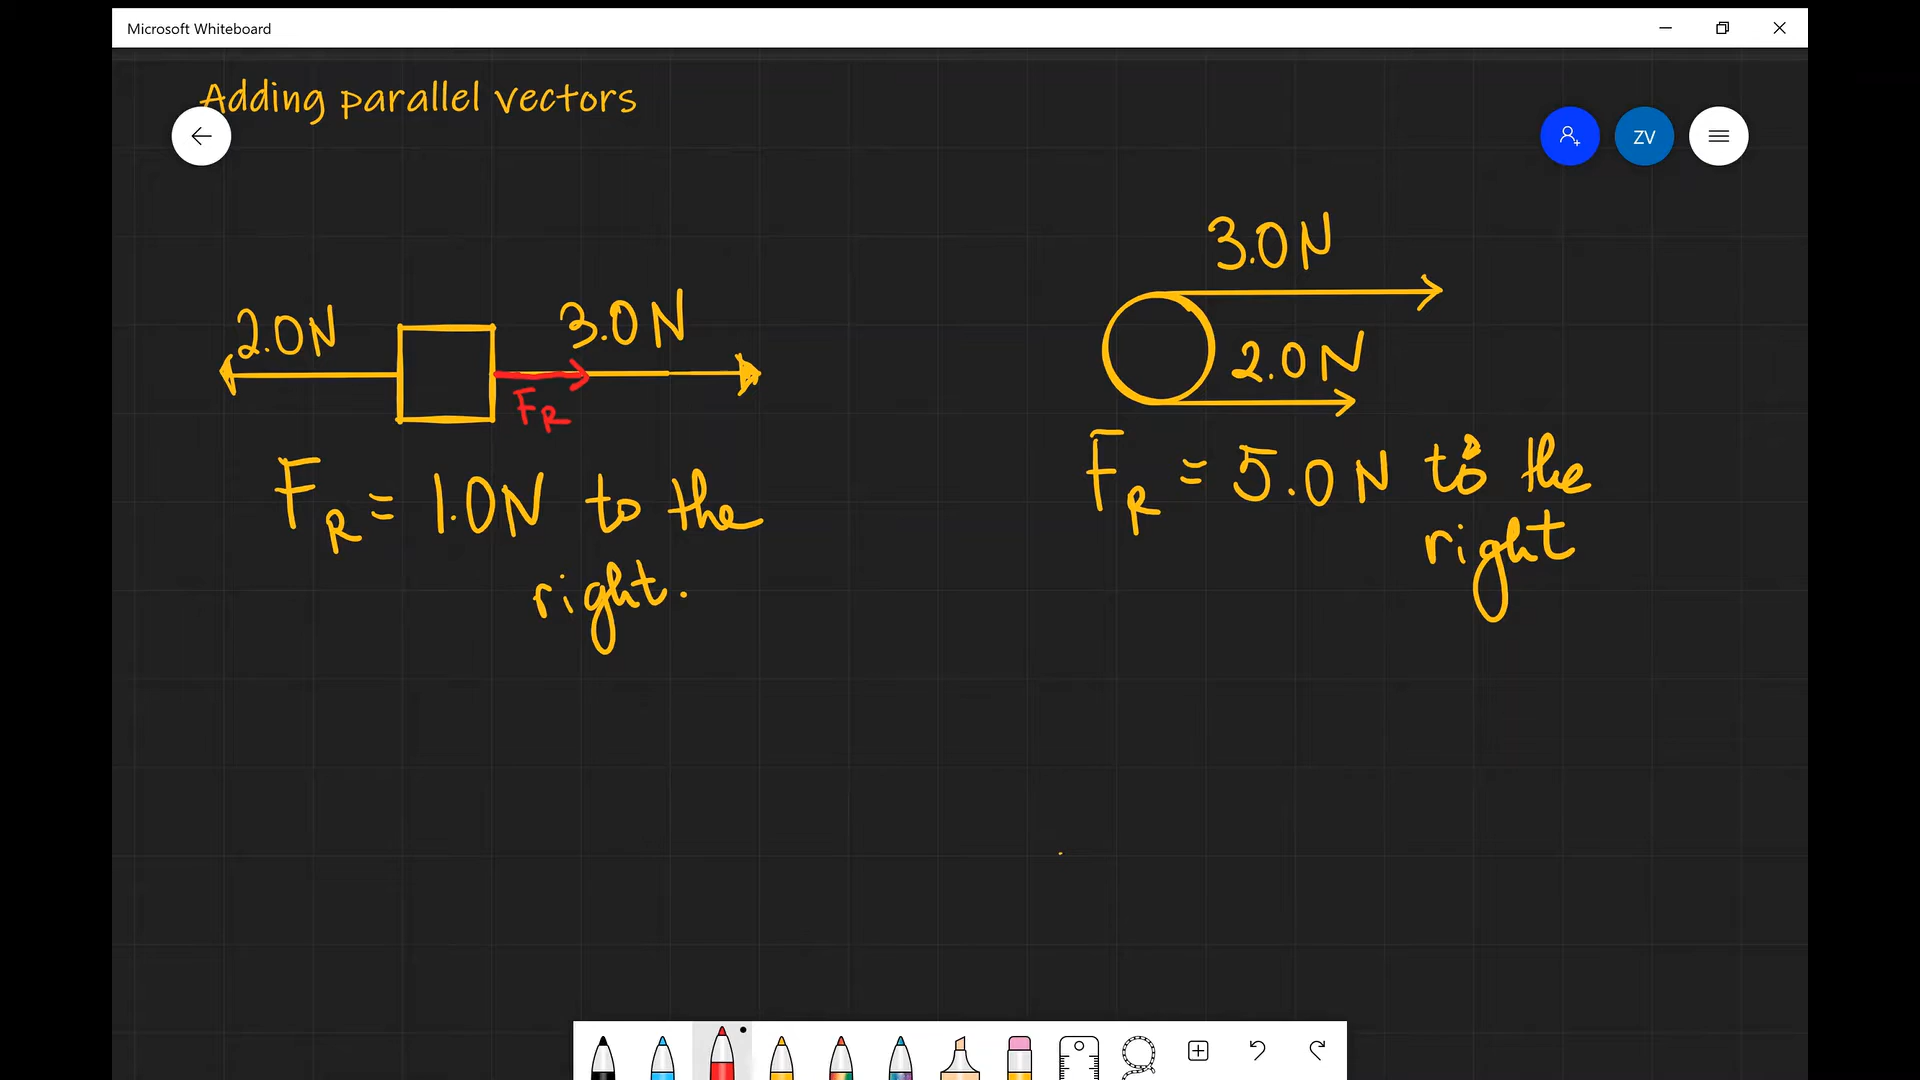 Microsoft Whiteboard
Adding parallel vectors
ZV
2.0N
3.0N
FR
FR = 1.0N to the
right.
3.0N
2.0N
FR = 5.0N to the
right